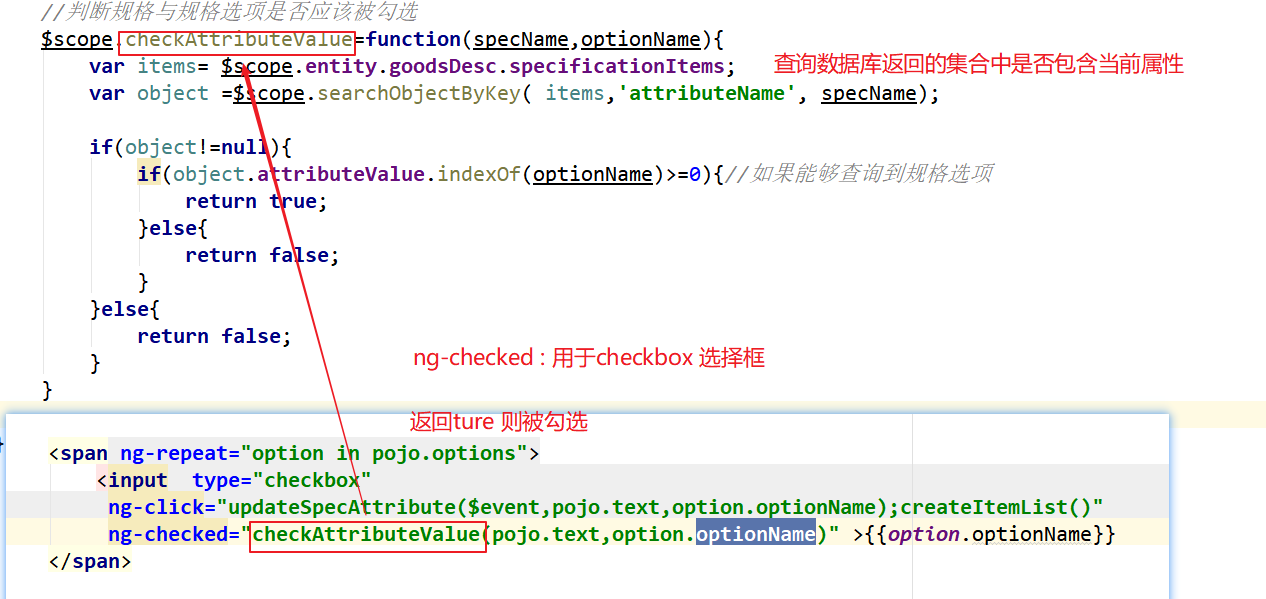 //判断规格与规格选项是否应该被勾选
$scope.checkAttributeValue=function(specName,optionName){
var items= $scope.entity.goodsDesc.specificationItems;
查询数据库返回的集合中是否包含当前属性
var object =$scope.searchObjectByKey( items,'attributeName', specName);
if(object!=null){
if(object.attributeValue.indexOf(optionName)>=0){//如果能够查询到规格选项
return true;
}else{
return false;
}
}else{
return false;
}
ng-checked : 用于checkbox 选择框
}
返回ture 则被勾选
}
<span ng-repeat="option in pojo.options">
<input  type="checkbox"
ng-click="updateSpecAttribute($event,pojo.text,option.optionName);createItemList()"
ng-checked="checkAttributeValue(pojo.text,option.optionName)" >{{option.optionName}}
</span>